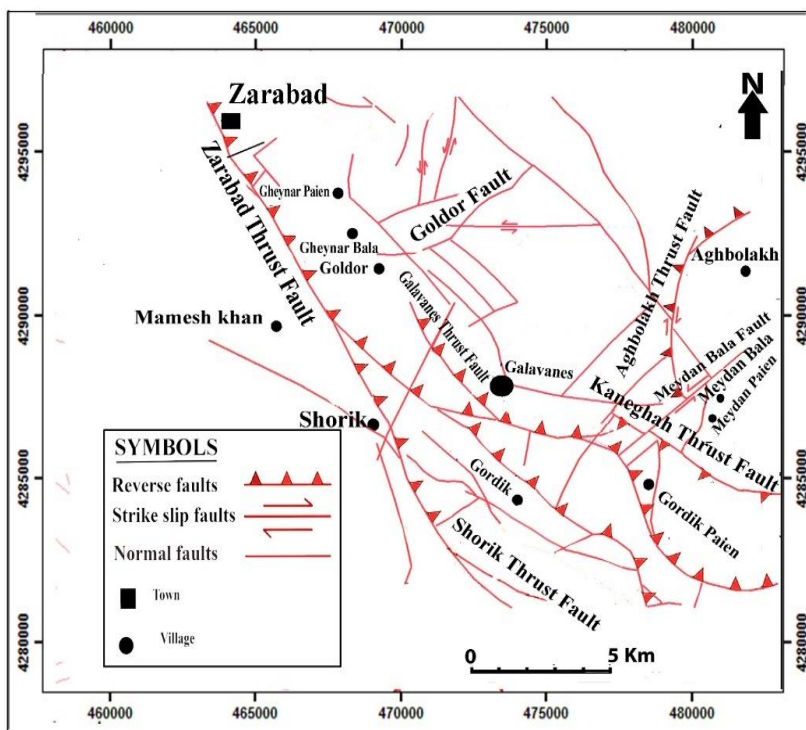 460000 465000 470000 475000 480000
4295000
4290000
4285000
4280000
4295000
4290000
4285000
4280000
N
Zarabad
Zarabad Thrust Fault
Gheynar Paien
Gheynar Bala
Goldor
Goldor Fault
Galavanes Thrust Fault
Galavanes
Mamesh khan
Shorik
Aghbolakh Thrust Fault
Aghbolakh
Meydan Bala Fault
Meydan Bala
Meydan Paien
Kaneghah Thrust Fault
Gordik
Gordik Paien
Shorik Thrust Fault
SYMBOLS
Reverse faults
Strike slip faults
Normal faults
Town
Village
0 5 Km
460000 465000 470000 475000 480000